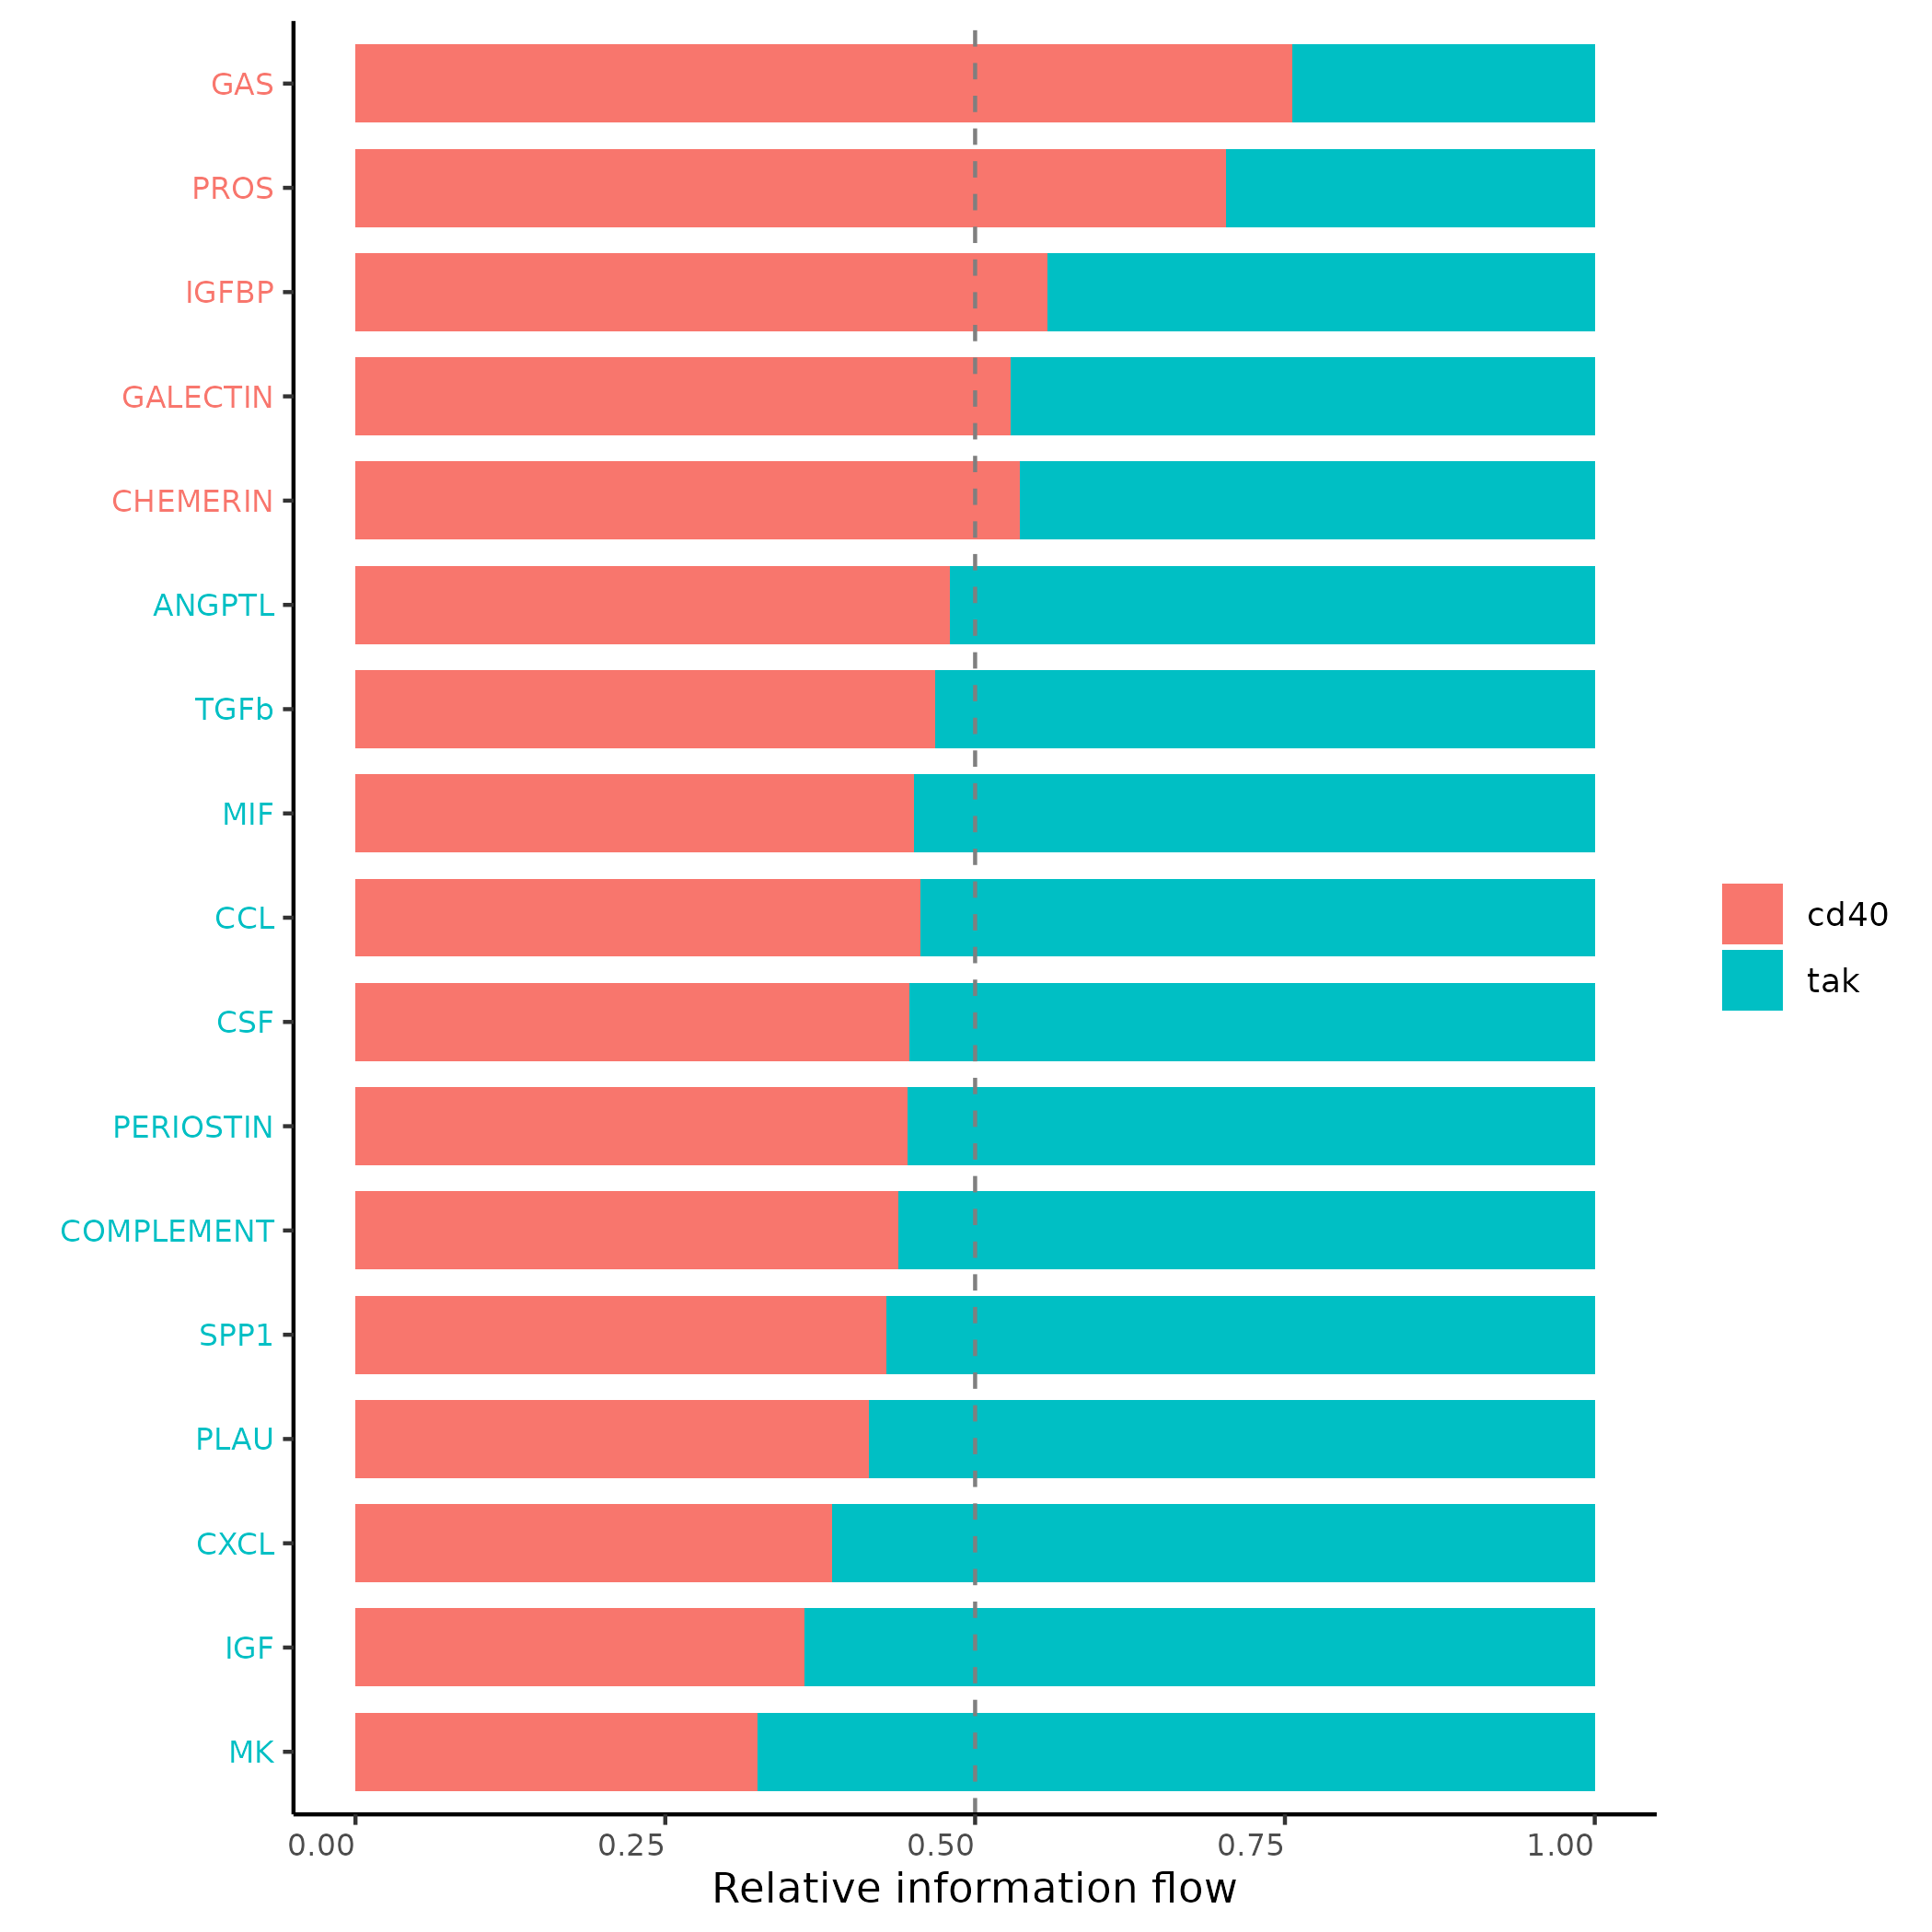 GAS
PROS
IGFBP
GALECTIN
CHEMERIN
ANGPTL
TGFb
MIF
CCL
CSF
PERIOSTIN
COMPLEMENT
SPP1
PLAU
CXCL
IGF
MK
0.00 0.25 0.50 0.75 1.00
Relative information flow
cd40
tak